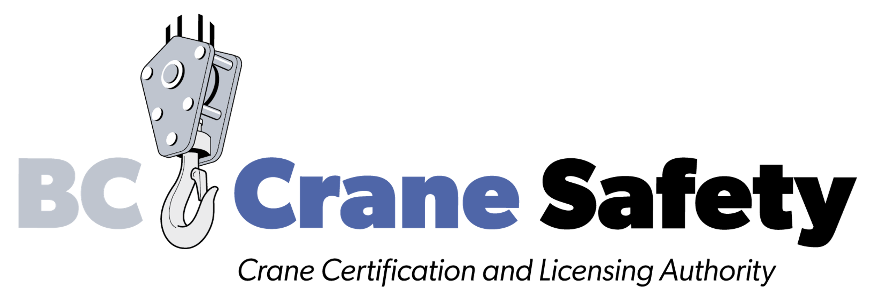 BC Crane Safety
Crane Certification and Licensing Authority